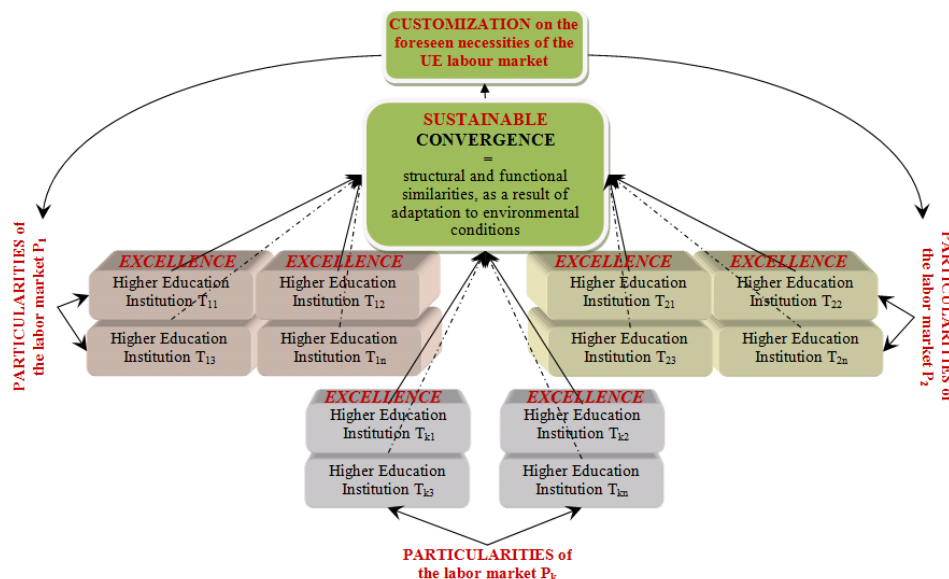 CUSTOMIZATION on the
foreseen necessities of the
UE labour market
SUSTAINABLE
CONVERGENCE
=
structural and functional
similarities, as a result of
adaptation to environmental
conditions
PARTICULARITIES of
the labor market P₁
EXCELLENCE
Higher Education
Institution T₁₁
EXCELLENCE
Higher Education
Institution T₁₂
Higher Education
Institution T₁₃
Higher Education
Institution T₁ₙ
EXCELLENCE
Higher Education
Institution T₂₁
EXCELLENCE
Higher Education
Institution T₂₂
Higher Education
Institution T₂₃
Higher Education
Institution T₂ₙ
PARTICULARITIES of
the labor market P₂
EXCELLENCE
Higher Education
Institution Tₖ₁
EXCELLENCE
Higher Education
Institution Tₖ₂
Higher Education
Institution Tₖ₃
Higher Education
Institution Tₖₙ
PARTICULARITIES of
the labor market Pₖ